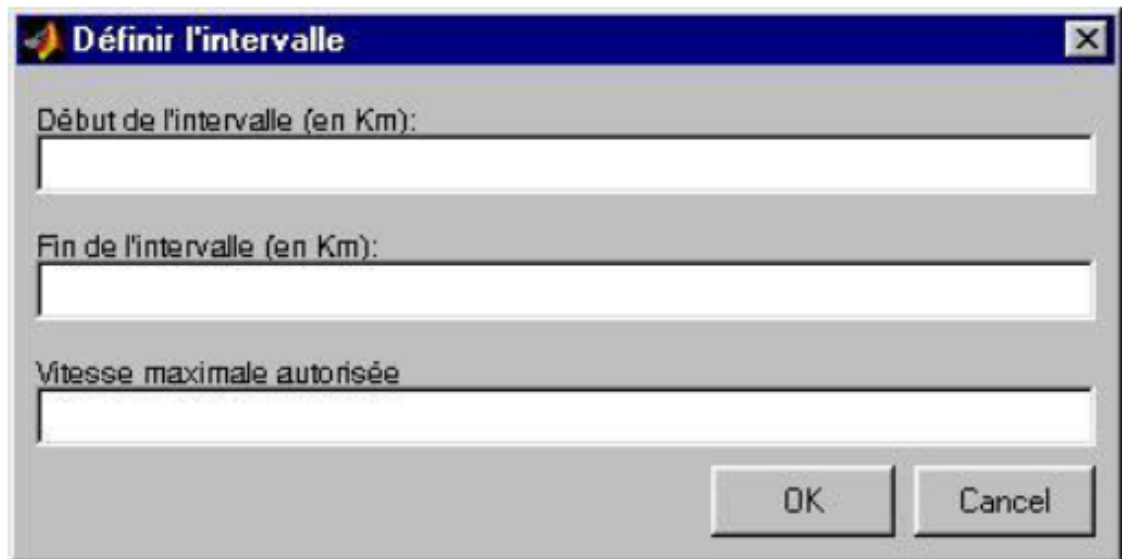 Définir l'intervalle
Début de l'intervalle (en Km):
Fin de l'intervalle (en Km):
Vitesse maximale autorisée
OK Cancel